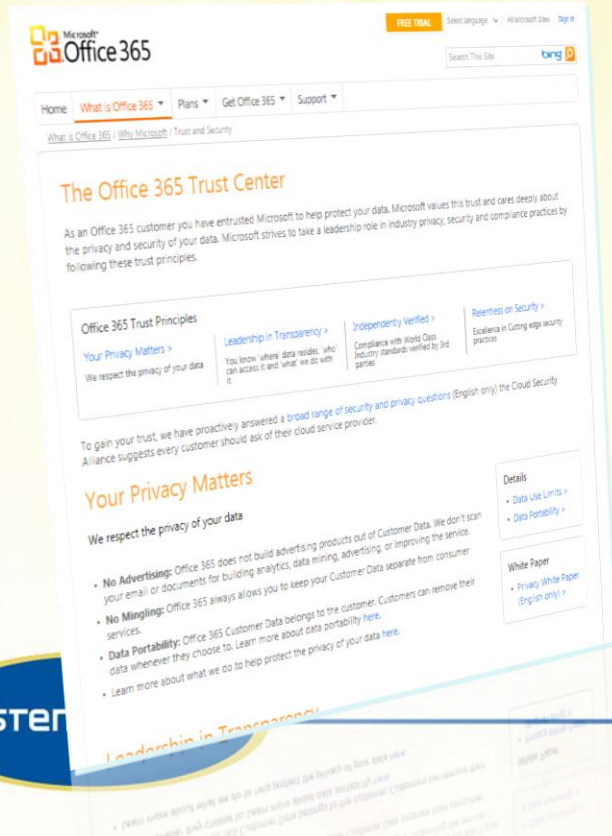 Microsoft®
Office 365
FREE TRIAL
Select language
All Microsoft Sites
Sign in
Search This Site
bing
Home
What is Office 365
Plans
Get Office 365
Support
What is Office 365 / Why Microsoft / Trust and Security
The Office 365 Trust Center
As an Office 365 customer you have entrusted Microsoft to help protect your data. Microsoft values this trust and cares deeply about
the privacy and security of your data. Microsoft strives to take a leadership role in industry privacy, security and compliance practices by
following these trust principles.
Office 365 Trust Principles
Your Privacy Matters >
We respect the privacy of your data
Leadership in Transparency >
You know 'where' data resides, 'who'
can access it and 'what' we do with
it
Independently Verified >
Compliance with World Class
Industry standards verified by 3rd
parties
Relentless on Security >
Excellence in Cutting edge security
practices
To gain your trust, we have proactively answered a broad range of security and privacy questions (English only) the Cloud Security
Alliance suggests every customer should ask of their cloud service provider.
Your Privacy Matters
We respect the privacy of your data
• No Advertising: Office 365 does not build advertising products out of Customer Data. We don't scan
your email or documents for building analytics, data mining, advertising, or improving the service.
• No Mingling: Office 365 always allows you to keep your Customer Data separate from consumer
services.
• Data Portability: Office 365 Customer Data belongs to the customer. Customers can remove their
data whenever they choose to. Learn more about data portability here.
• Learn more about what we do to help protect the privacy of your data here.
Details
• Data Use Limits >
• Data Portability >
White Paper
• Privacy White Paper
(English only) >
Leadership in Transparency